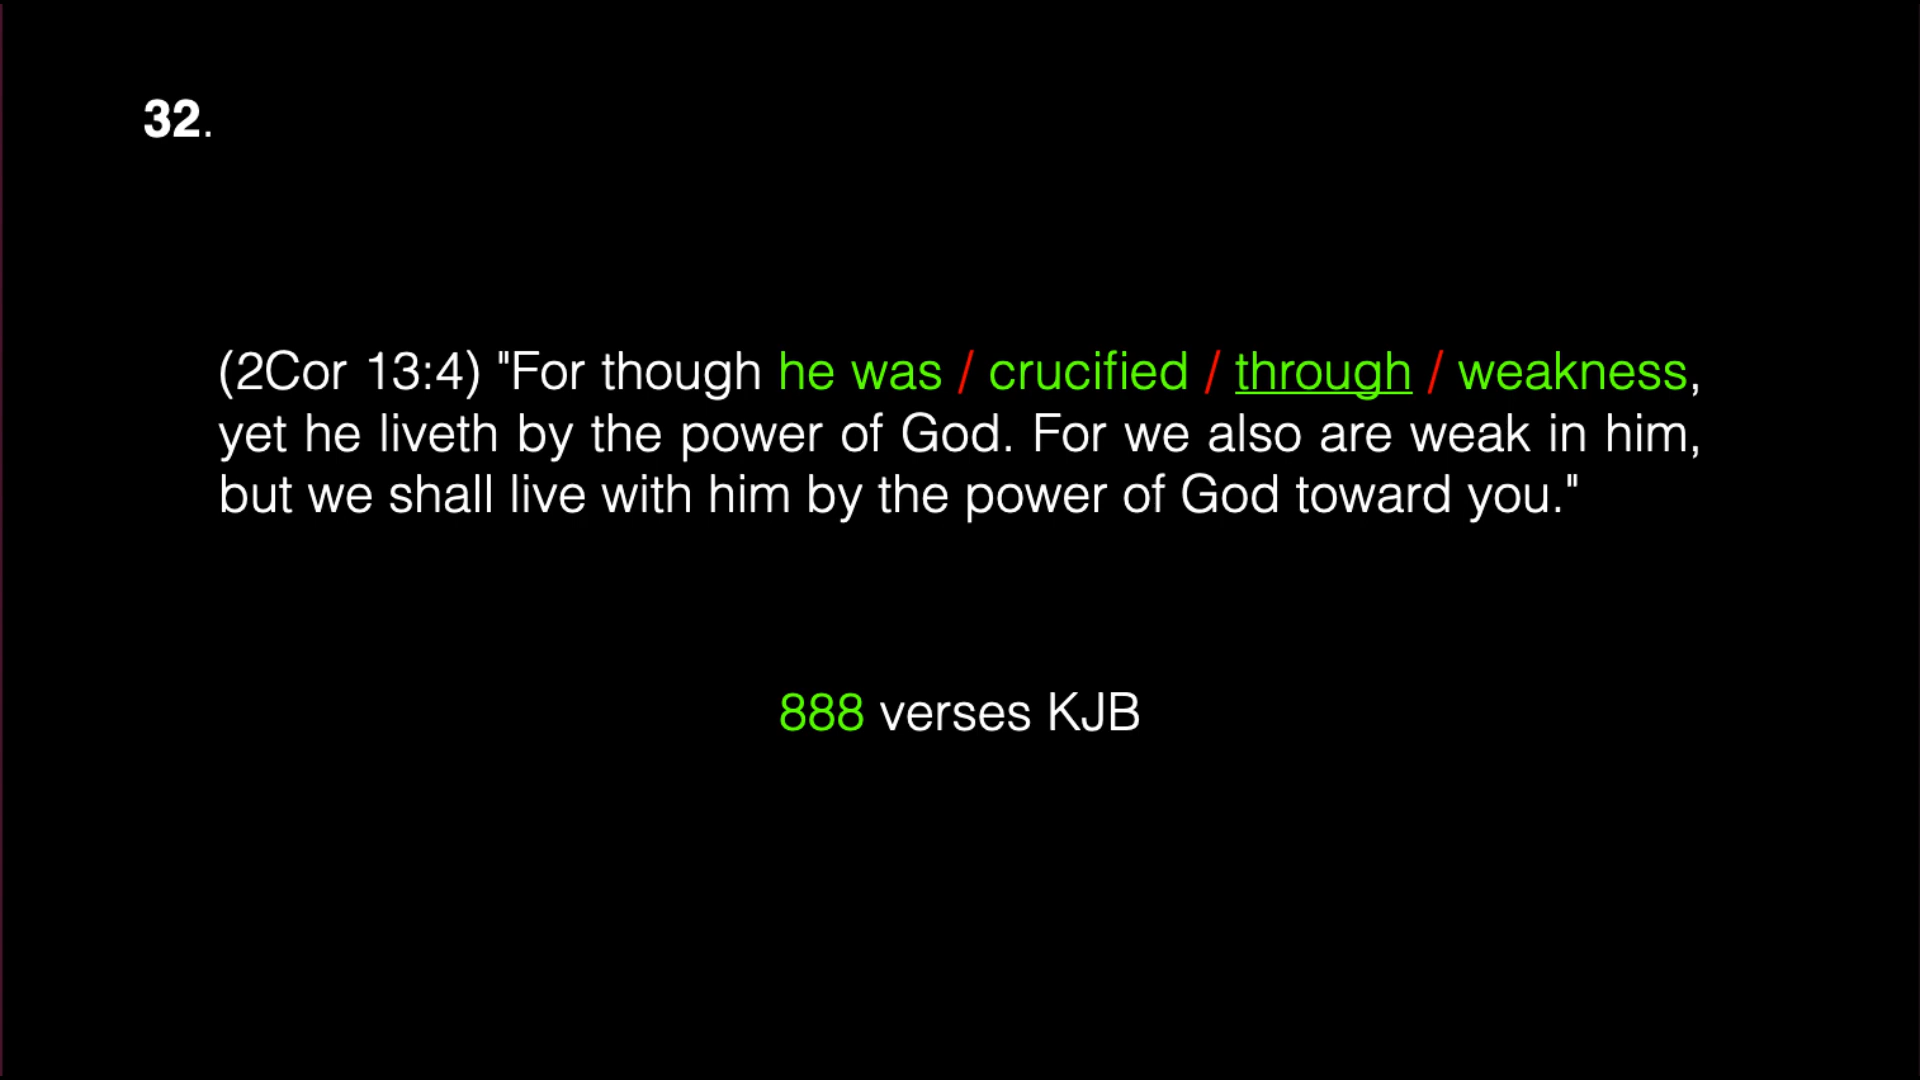 32.
(2Cor 13:4) "For though he was / crucified / through / weakness,
yet he liveth by the power of God. For we also are weak in him,
but we shall live with him by the power of God toward you."
888 verses KJB